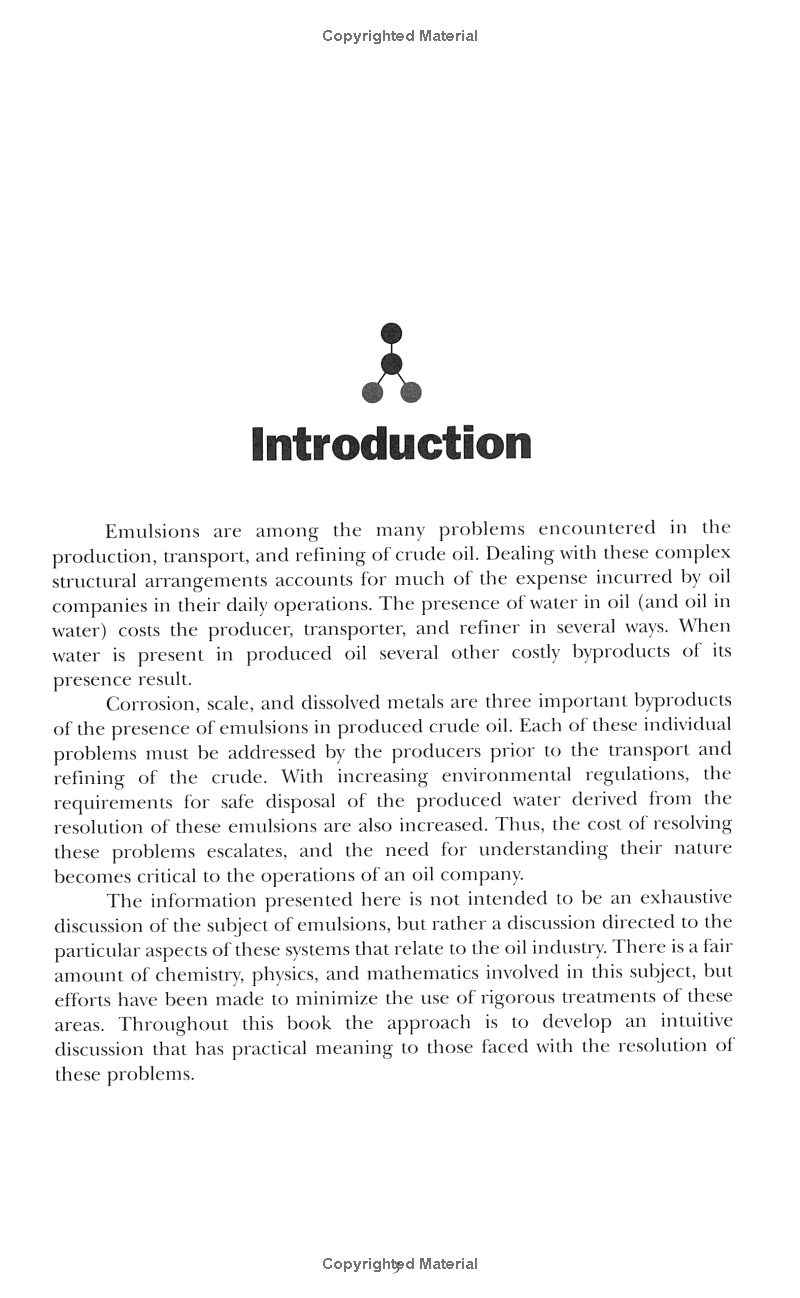 Copyrighted Material
Introduction
Emulsions are among the many problems encountered in the
production, transport, and refining of crude oil. Dealing with these complex
structural arrangements accounts for much of the expense incurred by oil
companies in their daily operations. The presence of water in oil (and oil in
water) costs the producer, transporter, and refiner in several ways. When
water is present in produced oil several other costly byproducts of its
presence result.
Corrosion, scale, and dissolved metals are three important byproducts
of the presence of emulsions in produced crude oil. Each of these individual
problems must be addressed by the producers prior to the transport and
refining of the crude. With increasing environmental regulations, the
requirements for safe disposal of the produced water derived from the
resolution of these emulsions are also increased. Thus, the cost of resolving
these problems escalates, and the need for understanding their nature
becomes critical to the operations of an oil company.
The information presented here is not intended to be an exhaustive
discussion of the subject of emulsions, but rather a discussion directed to the
particular aspects of these systems that relate to the oil industry. There is a fair
amount of chemistry, physics, and mathematics involved in this subject, but
efforts have been made to minimize the use of rigorous treatments of these
areas. Throughout this book the approach is to develop an intuitive
discussion that has practical meaning to those faced with the resolution of
these problems.
Copyrighted Material